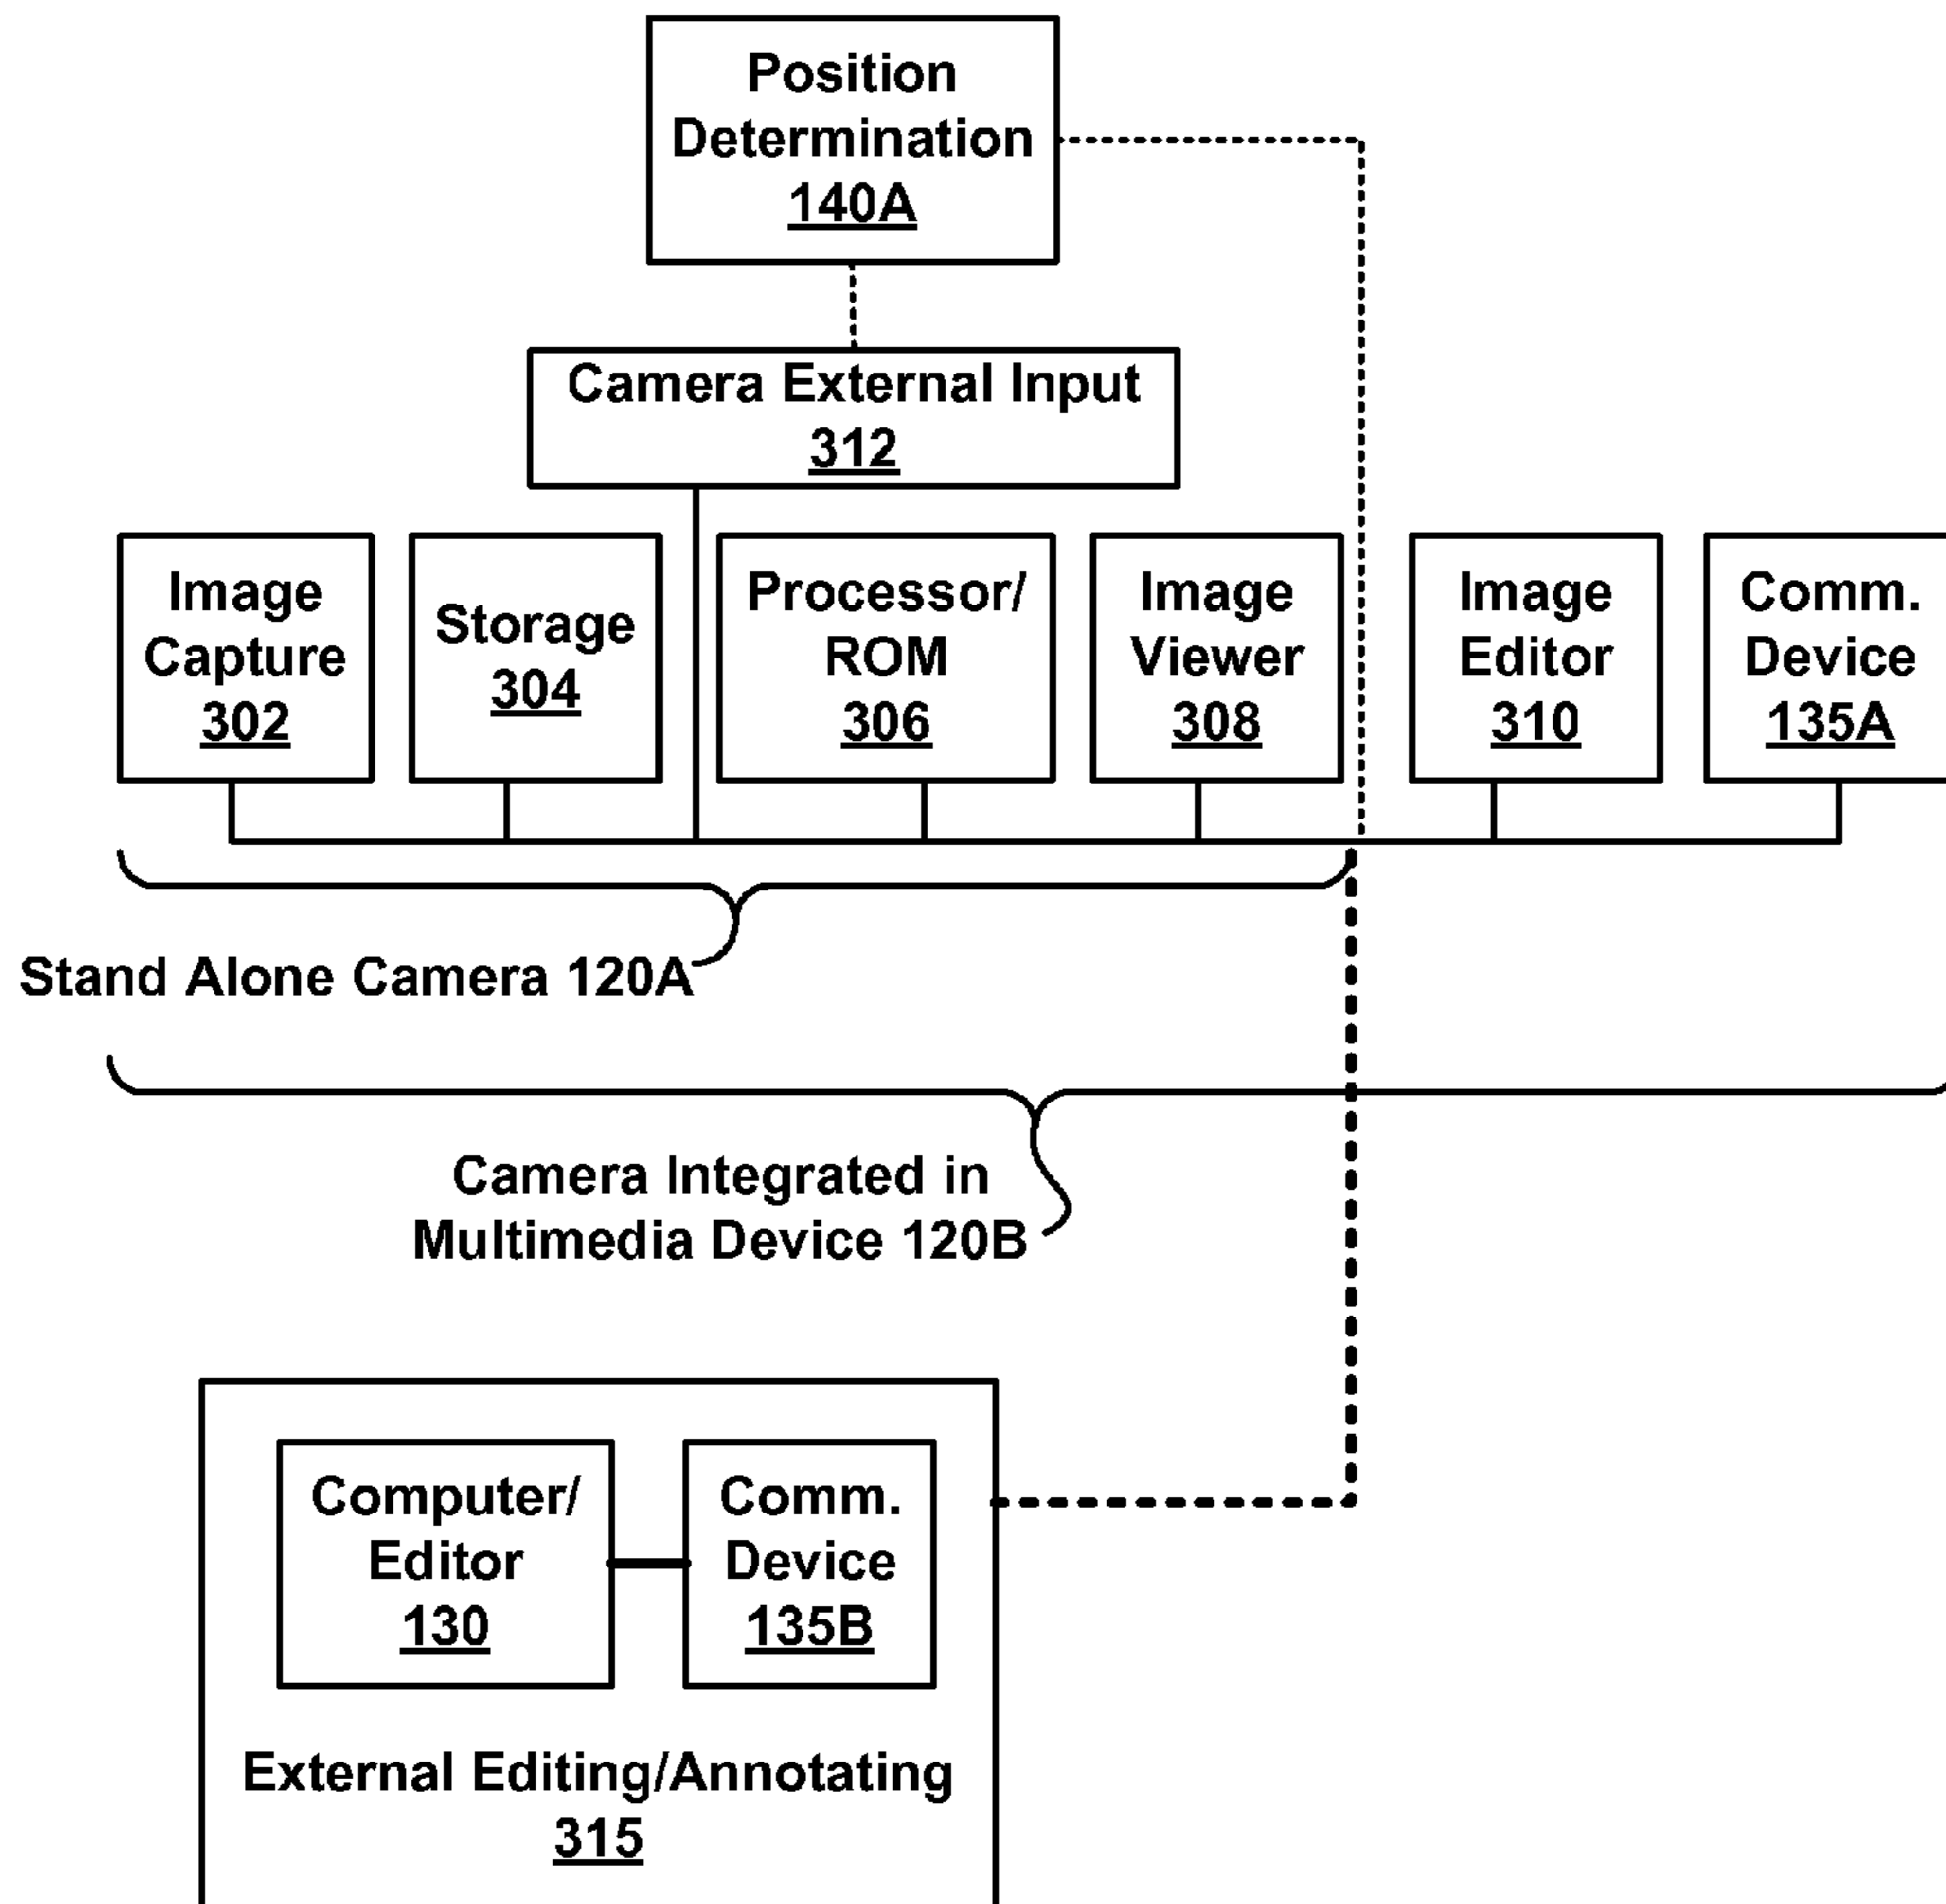 Position
Determination
140A
Camera External Input
312
Image
Capture
302
Storage
304
Processor/
ROM
306
Image
Viewer
308
Image
Editor
310
Comm.
Device
135A
Stand Alone Camera 120A
Camera Integrated in
Multimedia Device 120B
Computer/
Editor
130
Comm.
Device
135B
External Editing/Annotating
315